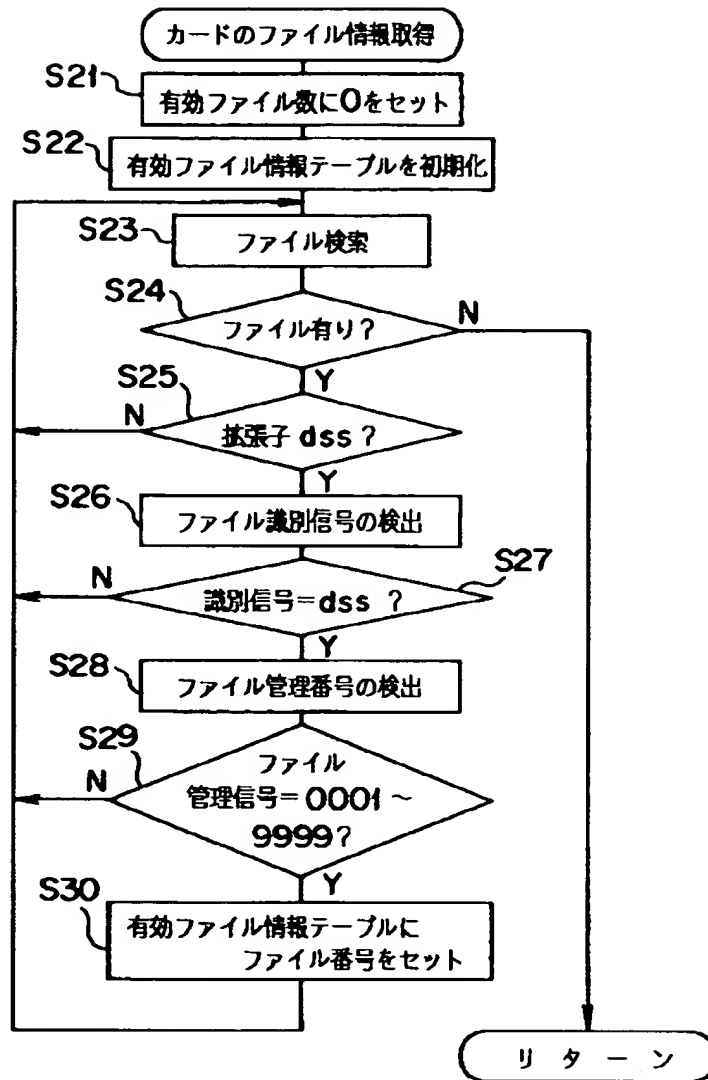 カードのファイル情報取得
S21
有効ファイル数に0をセット
S22
有効ファイル情報テーブルを初期化
S23
ファイル検索
S24
ファイル有り?
N
Y
S25
N
拡張子 dss ?
Y
S26
ファイル識別信号の検出
S27
N
識別信号=dss ?
Y
S28
ファイル管理番号の検出
S29
ファイル
N
管理信号=0001~
9999?
Y
S30
有効ファイル情報テーブルに
ファイル番号をセット
リターン